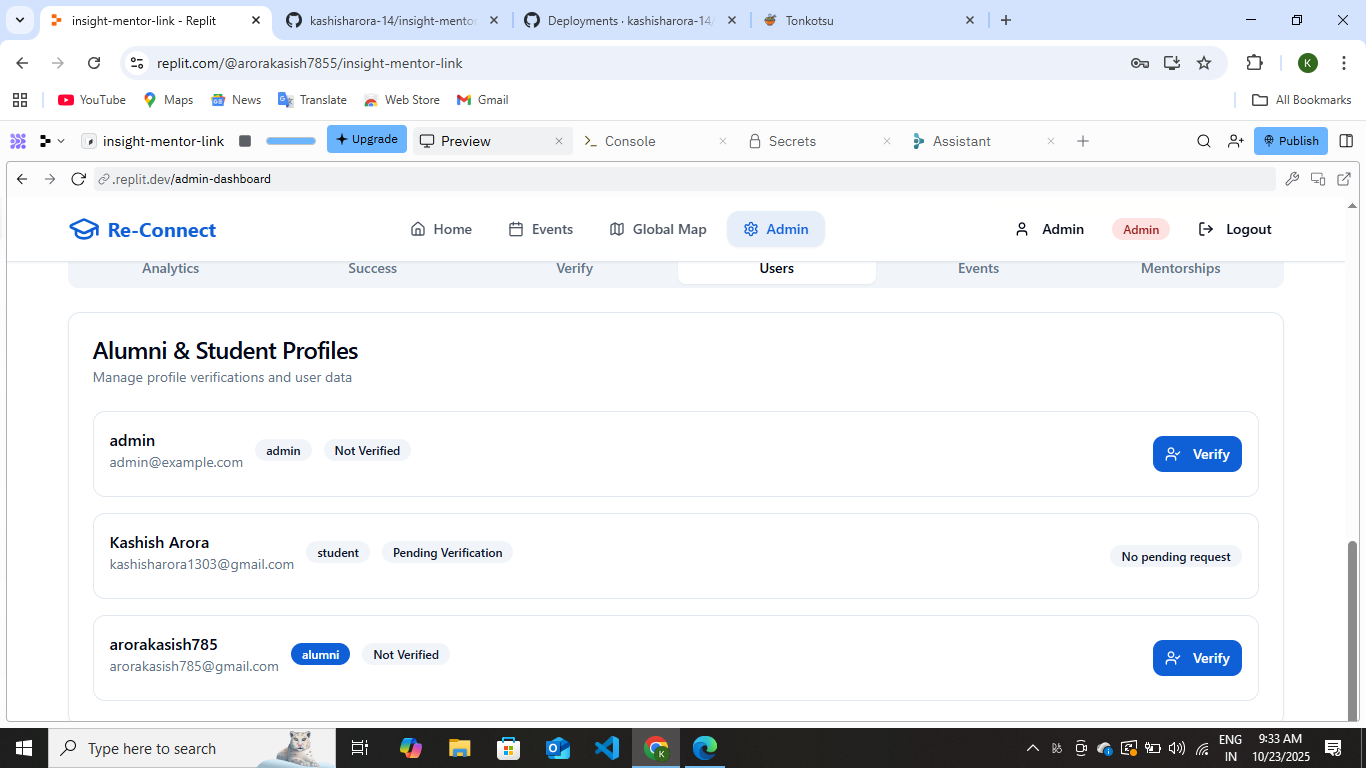 insight-mentor-link - Replit
kashisharora-14/insight-mento
Deployments · kashisharora-14/
Tonkotsu
replit.com/@arorakasish7855/insight-mentor-link
K
YouTube
Maps
News
Translate
Web Store
Gmail
All Bookmarks
insight-mentor-link
Upgrade
Preview
Console
Secrets
Assistant
Publish
.replit.dev/admin-dashboard
Re-Connect
Home
Events
Global Map
Admin
Admin
Admin
Logout
Analytics
Success
Verify
Users
Events
Mentorships
Alumni & Student Profiles
Manage profile verifications and user data
admin
admin@example.com
admin
Not Verified
Verify
Kashish Arora
kashisharora1303@gmail.com
student
Pending Verification
No pending request
arorakasish785
arorakasish785@gmail.com
alumni
Not Verified
Verify
Type here to search
ENG
IN
9:33 AM
10/23/2025